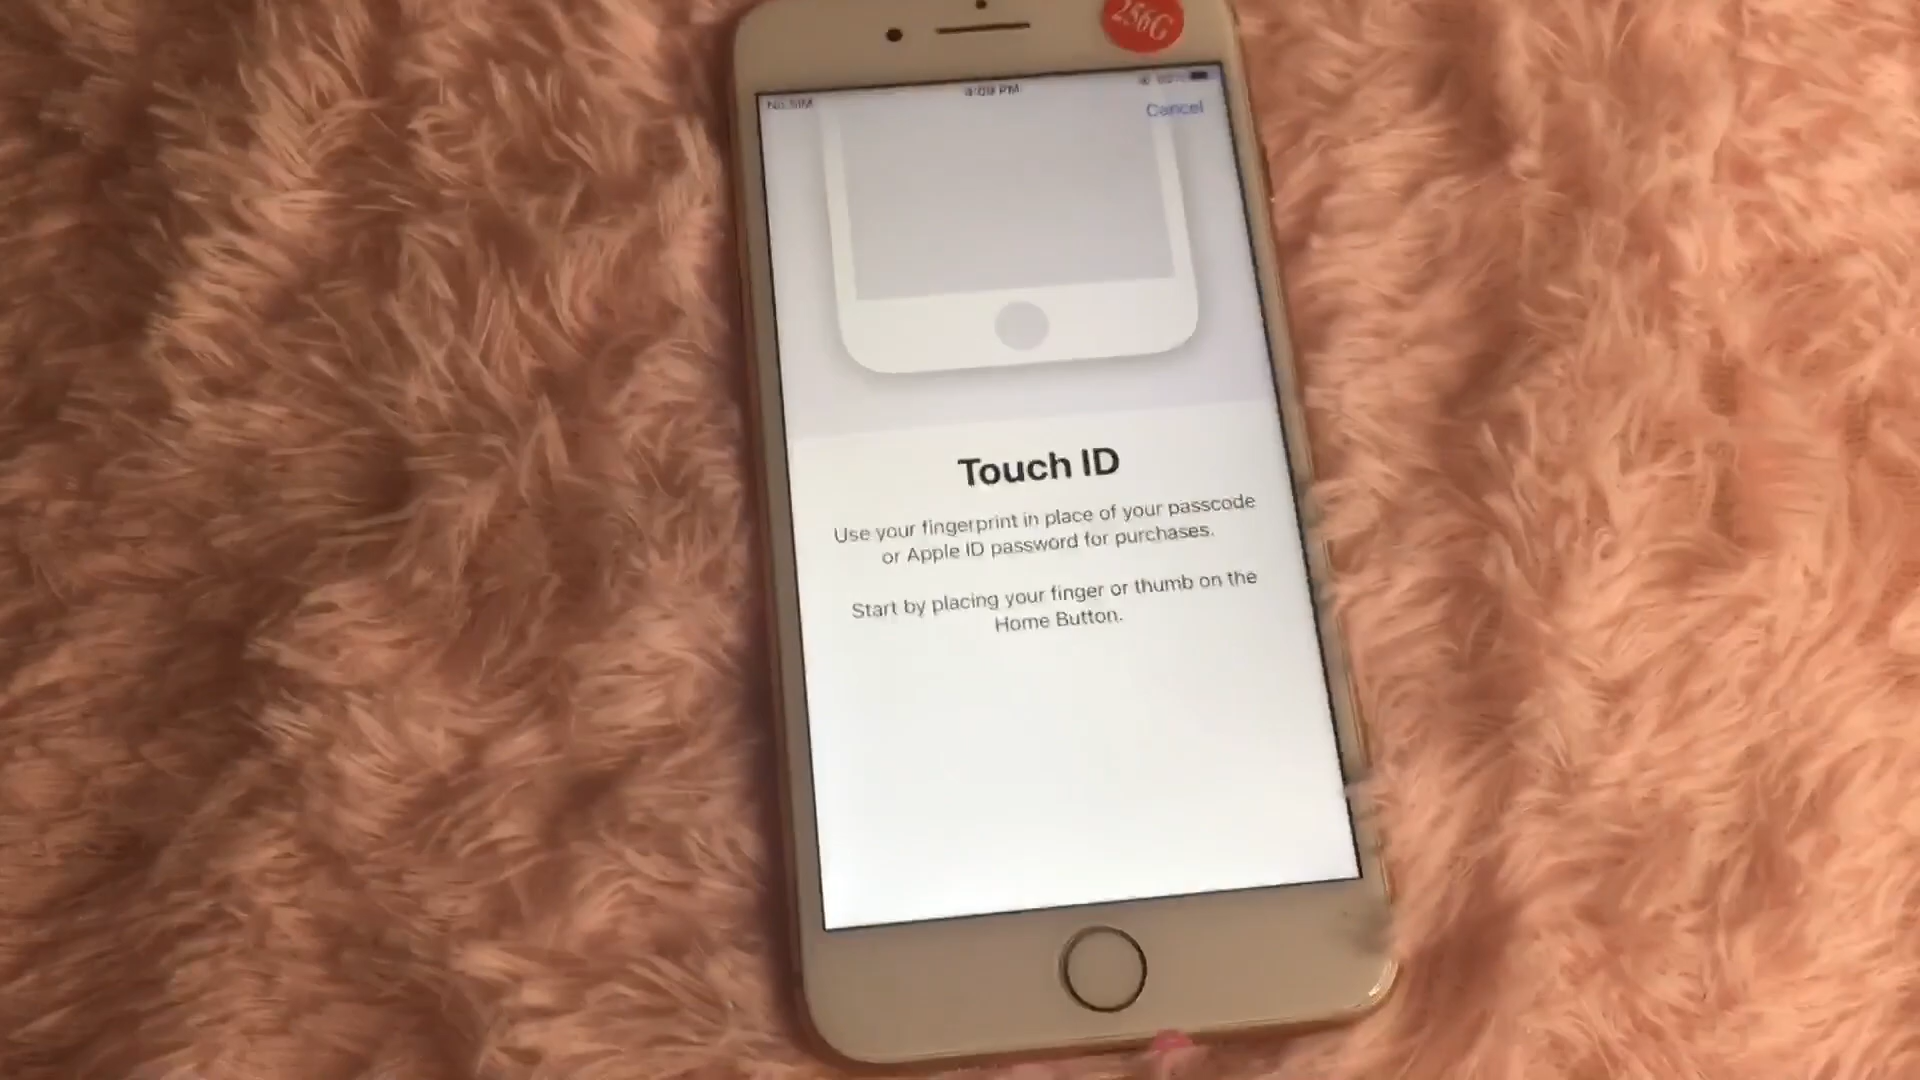 256G
No SIM
Cancel
Touch ID
Use your fingerprint in place of your passcode
or Apple ID password for purchases.
Start by placing your finger or thumb on the
Home Button.